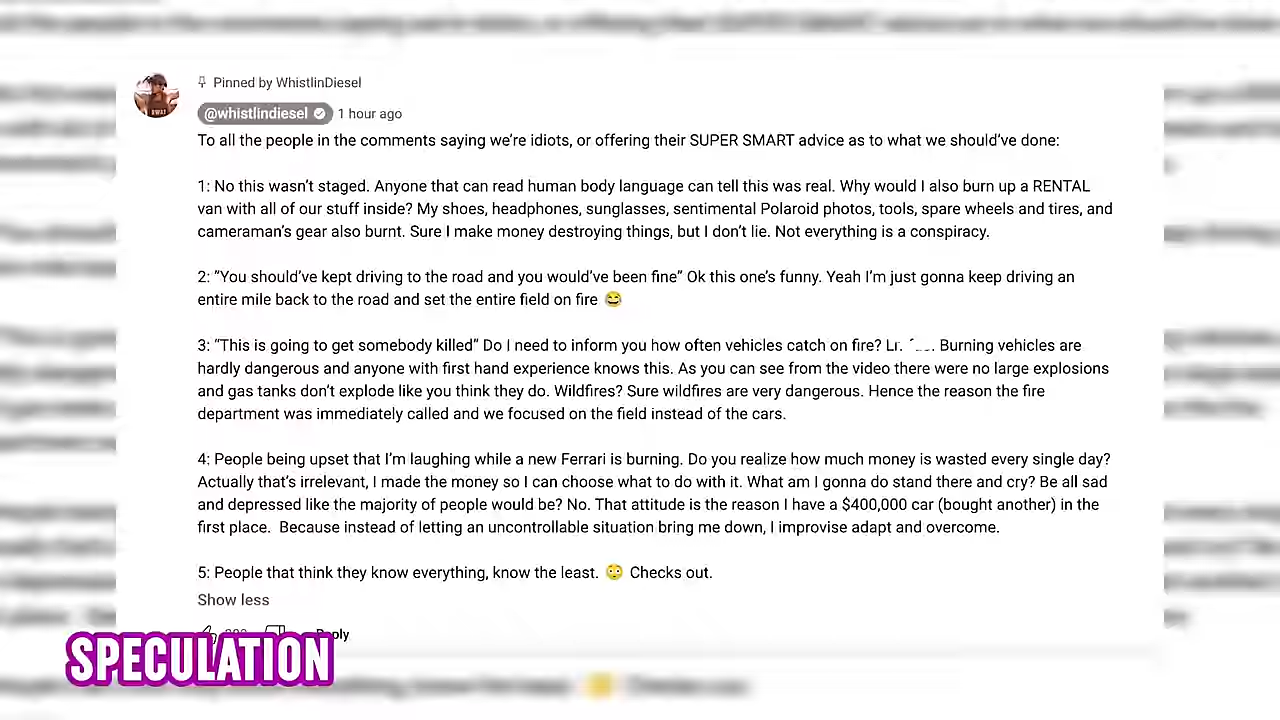 Pinned by WhistlinDiesel
@whistlindiesel 1 hour ago
To all the people in the comments saying we're idiots, or offering their SUPER SMART advice as to what we should've done:
1: No this wasn't staged. Anyone that can read human body language can tell this was real. Why would I also burn up a RENTAL
van with all of our stuff inside? My shoes, headphones, sunglasses, sentimental Polaroid photos, tools, spare wheels and tires, and
cameraman's gear also burnt. Sure I make money destroying things, but I don't lie. Not everything is a conspiracy.
2: "You should've kept driving to the road and you would've been fine" Ok this one's funny. Yeah I'm just gonna keep driving an
entire mile back to the road and set the entire field on fire 😂
3: "This is going to get somebody killed" Do I need to inform you how often vehicles catch on fire? Burning vehicles are
hardly dangerous and anyone with first hand experience knows this. As you can see from the video there were no large explosions
and gas tanks don't explode like you think they do. Wildfires? Sure wildfires are very dangerous. Hence the reason the fire
department was immediately called and we focused on the field instead of the cars.
4: People being upset that I'm laughing while a new Ferrari is burning. Do you realize how much money is wasted every single day?
Actually that's irrelevant, I made the money so I can choose what to do with it. What am I gonna do stand there and cry? Be all sad
and depressed like the majority of people would be? No. That attitude is the reason I have a $400,000 car (bought another) in the
first place. Because instead of letting an uncontrollable situation bring me down, I improvise adapt and overcome.
5: People that think they know everything, know the least. 😳 Checks out.
Show less
Reply
SPECULATION